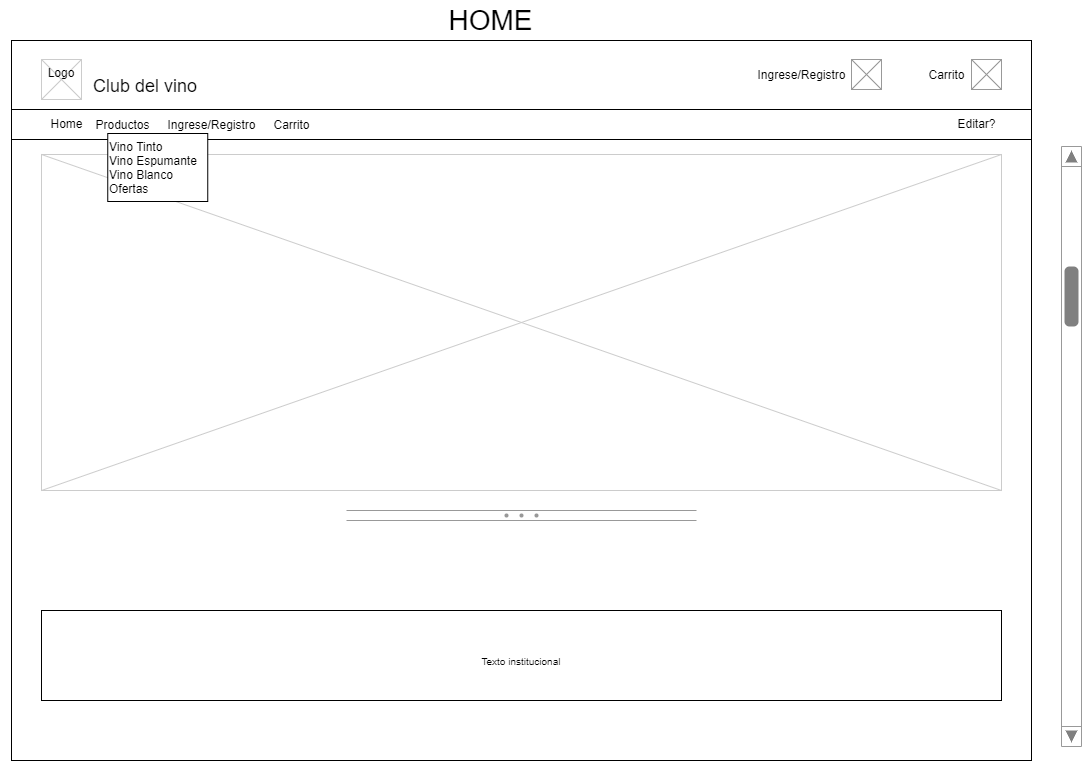 HOME
Logo
Club del vino
Ingrese/Registro
Carrito
Home
Productos
Ingrese/Registro
Carrito
Editar?
Vino Tinto
Vino Espumante
Vino Blanco
Ofertas
Texto institucional